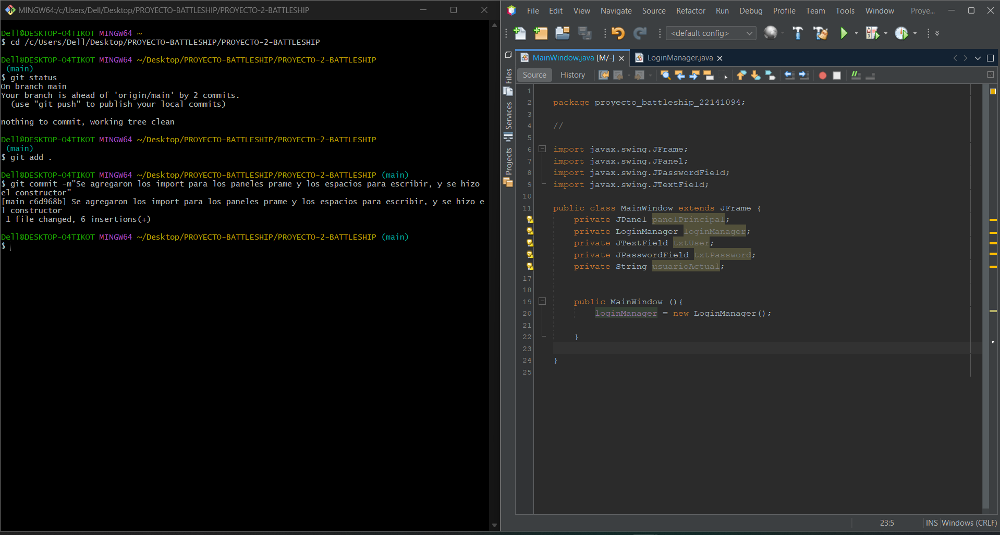 MINGW64:/c/Users/Dell/Desktop/PROYECTO-BATTLESHIP/PROYECTO-2-BATTLESHIP
Dell@DESKTOP-O4TIKOT MINGW64 ~
$ cd /c/Users/Dell/Desktop/PROYECTO-BATTLESHIP/PROYECTO-2-BATTLESHIP
Dell@DESKTOP-O4TIKOT MINGW64 ~/Desktop/PROYECTO-BATTLESHIP/PROYECTO-2-BATTLESHIP
(main)
$ git status
On branch main
Your branch is ahead of 'origin/main' by 2 commits.
(use "git push" to publish your local commits)
nothing to commit, working tree clean
Dell@DESKTOP-O4TIKOT MINGW64 ~/Desktop/PROYECTO-BATTLESHIP/PROYECTO-2-BATTLESHIP
(main)
$ git add .
Dell@DESKTOP-O4TIKOT MINGW64 ~/Desktop/PROYECTO-BATTLESHIP/PROYECTO-2-BATTLESHIP (main)
$ git commit -m"Se agregaron los import para los paneles prame y los espacios para escribir, y se hizo
el constructor"
[main c6d968b] Se agregaron los import para los paneles prame y los espacios para escribir, y se hizo e
l constructor
1 file changed, 6 insertions(+)
Dell@DESKTOP-O4TIKOT MINGW64 ~/Desktop/PROYECTO-BATTLESHIP/PROYECTO-2-BATTLESHIP (main)
$
File Edit View Navigate Source Refactor Run Debug Profile Team Tools Window Proye...
<default config>
MainWindow.java [M/-] LoginManager.java
Source History
Files
Services
Projects
1
2 package proyecto_battleship_22141094;
3
4 //
5
6 import javax.swing.JFrame;
7 import javax.swing.JPanel;
8 import javax.swing.JPasswordField;
9 import javax.swing.JTextField;
10
11 public class MainWindow extends JFrame {
private JPanel panelPrincipal;
private LoginManager loginManager;
private JTextField txtUser;
private JPasswordField txtPassword;
private String usuarioActual;
17
18
19 public MainWindow (){
20 loginManager = new LoginManager();
21
22 }
23
24 }
25
23:5 INS Windows (CRLF)